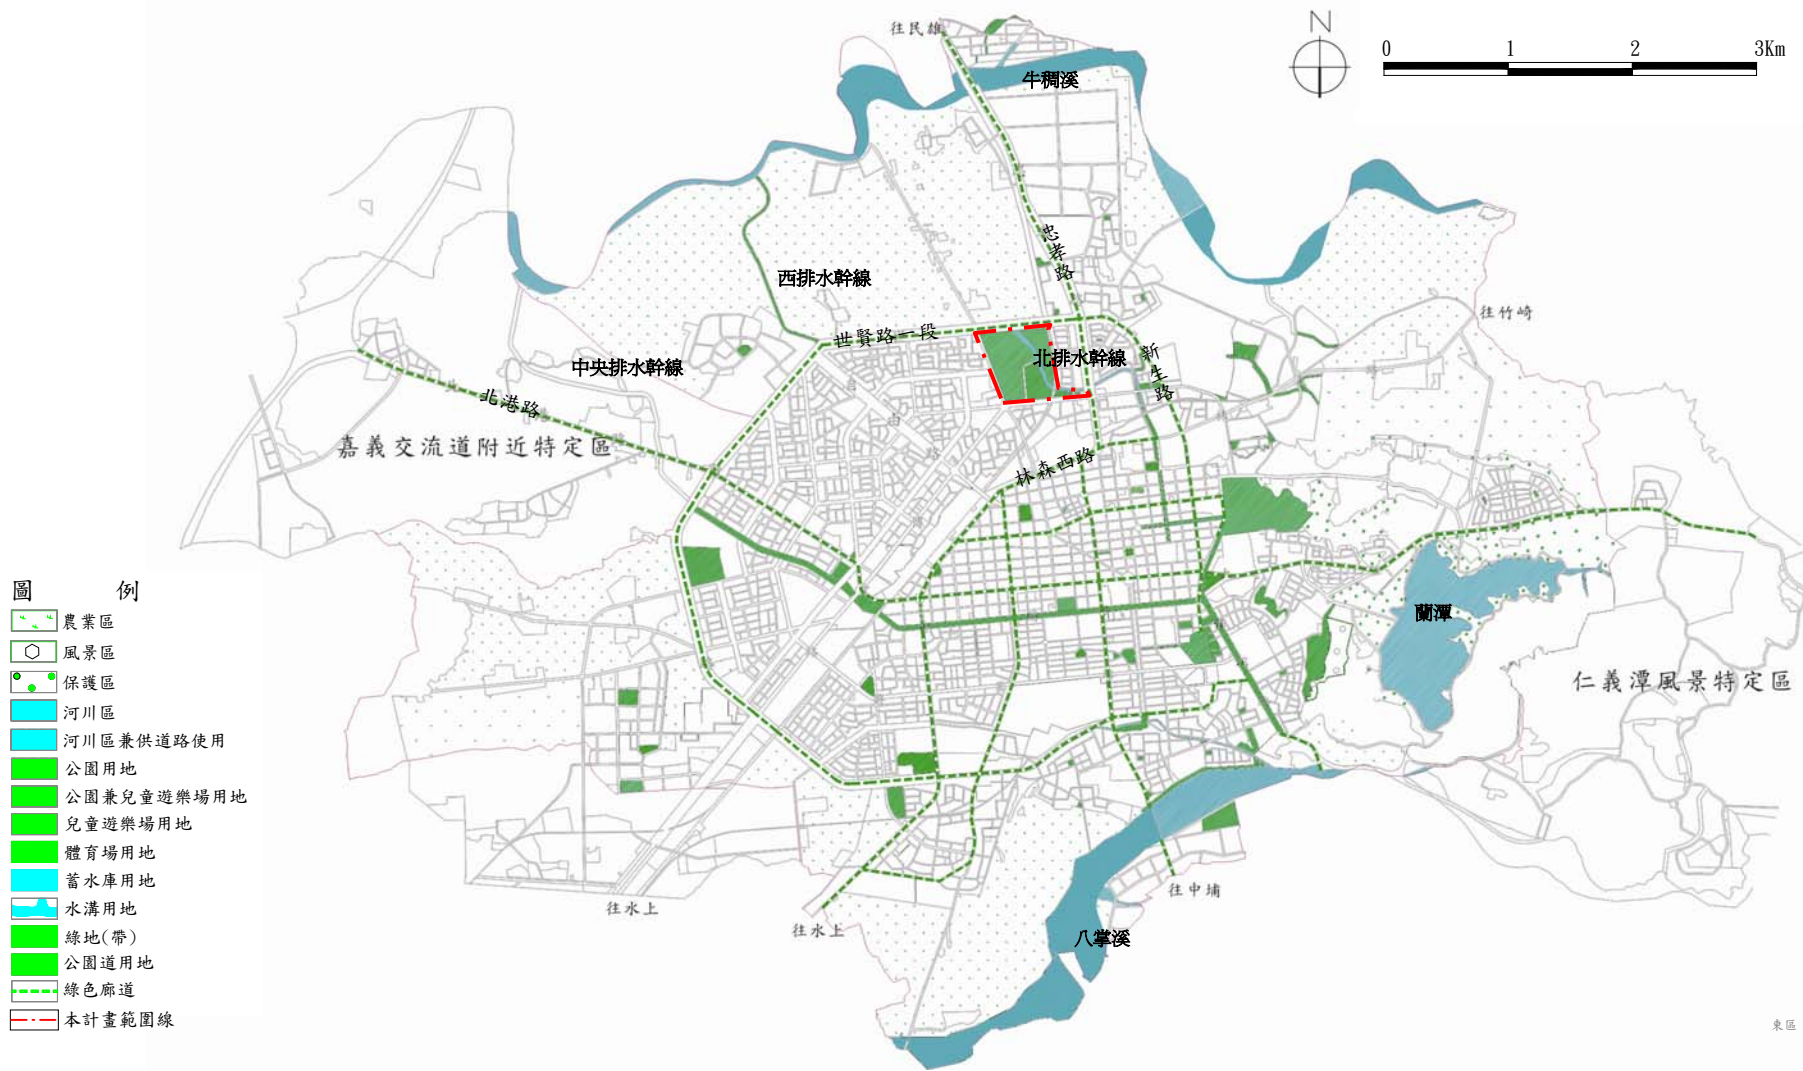 往民雄
N
0 1 2 3Km
牛稠溪
忠孝路
西排水幹線
往竹崎
世賢路一段
北排水幹線
新生路
中央排水幹線
北港路
自由路
嘉義交流道附近特定區
林森西路
蘭潭
仁義潭風景特定區
往中埔
往水上
往水上
八掌溪
東區
圖 例
農業區
風景區
保護區
河川區
河川區兼供道路使用
公園用地
公園兼兒童遊樂場用地
兒童遊樂場用地
體育場用地
蓄水庫用地
水溝用地
綠地(帶)
公園道用地
綠色廊道
本計畫範圍線